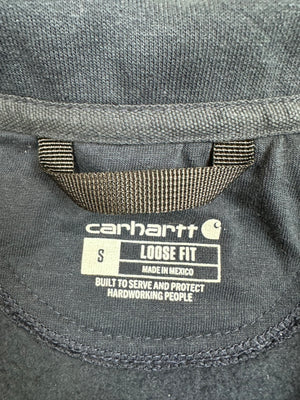 carhartt
S LOOSE FIT
MADE IN MEXICO
BUILT TO SERVE AND PROTECT
HARDWORKING PEOPLE